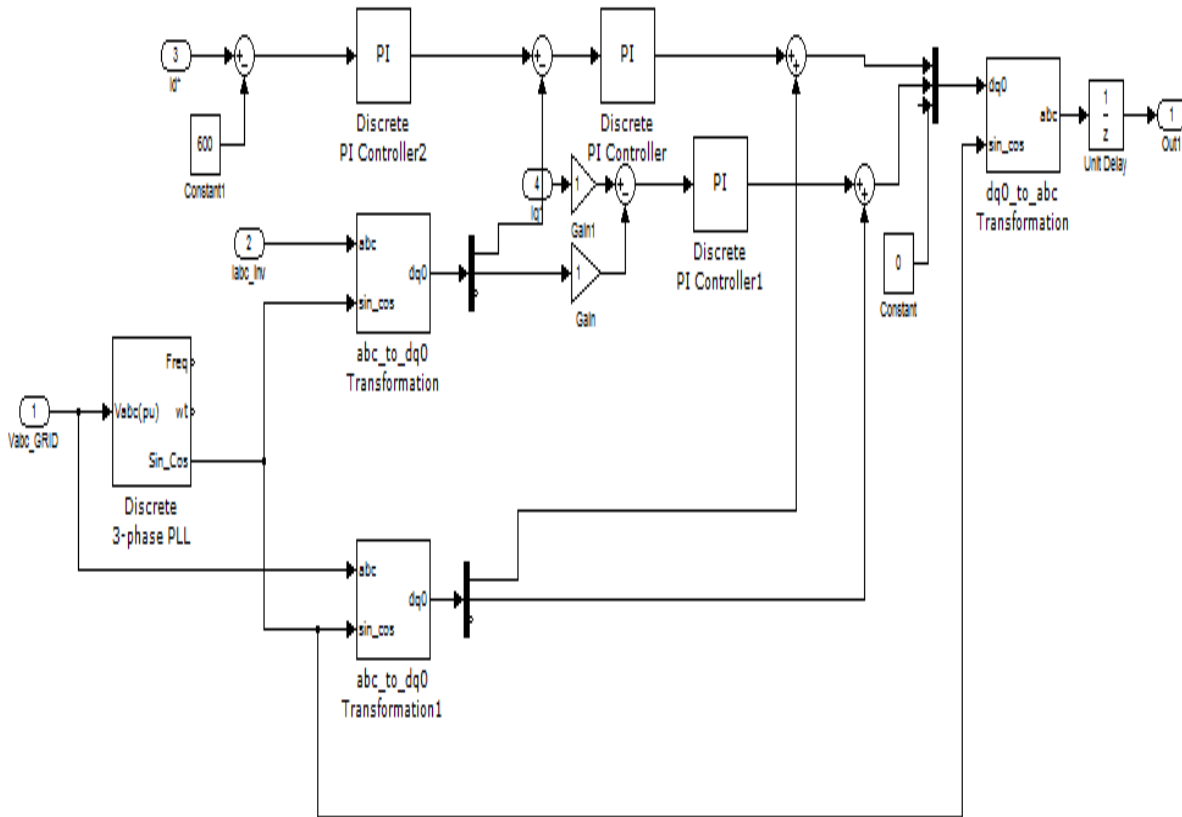 3
Id*
600
Constant1
PI
Discrete
PI Controller2
PI
Discrete
PI Controller
4
Iq*
1
Gain1
1
Gain
PI
Discrete
PI Controller1
0
Constant
dq0
abc
sin_cos
dq0_to_abc
Transformation
1
z
Unit Delay
1
Out1
2
Iabc_Inv
abc
dq0
sin_cos
abc_to_dq0
Transformation
1
Vabc_GRID
Freq
Vabc(pu)
wt
Sin_Cos
Discrete
3-phase PLL
abc
dq0
sin_cos
abc_to_dq0
Transformation1